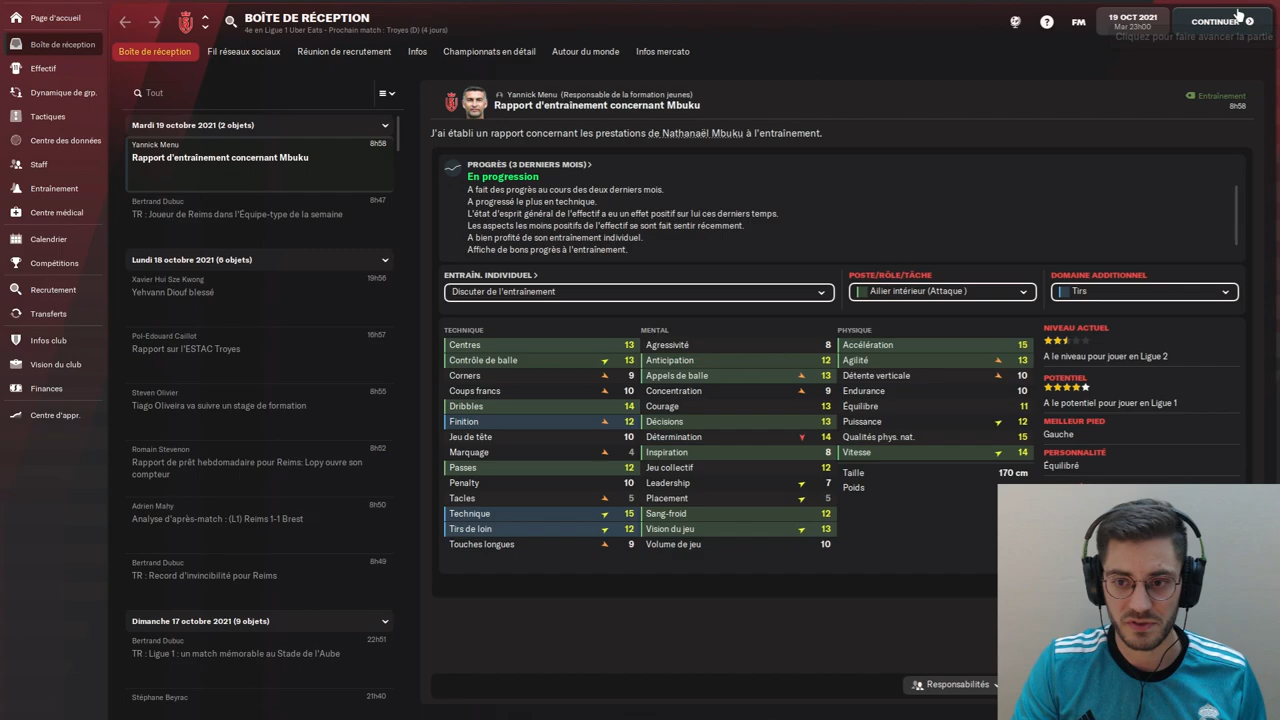 Page d'accueil
Boîte de réception
Effectif
Dynamique de grp.
Tactiques
Centre des données
Staff
Entraînement
Centre médical
Calendrier
Compétitions
Recrutement
Transferts
Infos club
Vision du club
Finances
Centre d'appr.
BOÎTE DE RÉCEPTION
4e en Ligue 1 Uber Eats - Prochain match : Troyes (D) (4 jours)
FM
19 OCT 2021
Mar 23h00
CONTINUER
Cliquez pour faire avancer la partie
Boîte de réception
Fil réseaux sociaux
Réunion de recrutement
Infos
Championnats en détail
Autour du monde
Infos mercato
Tout
Mardi 19 octobre 2021 (2 objets)
Yannick Menu 8h58
Rapport d'entraînement concernant Mbuku
Bertrand Dubuc 8h47
TR : Joueur de Reims dans l'Équipe-type de la semaine
Lundi 18 octobre 2021 (6 objets)
Xavier Hui Sze Kwong 19h56
Yehvann Diouf blessé
Pol-Edouard Caillot 16h57
Rapport sur l'ESTAC Troyes
Steven Olivier 8h55
Tiago Oliveira va suivre un stage de formation
Romain Stevenon 8h52
Rapport de prêt hebdomadaire pour Reims: Lopy ouvre son
compteur
Adrien Mahy 8h50
Analyse d'après-match : (L1) Reims 1-1 Brest
Bertrand Dubuc 8h49
TR : Record d'invincibilité pour Reims
Dimanche 17 octobre 2021 (9 objets)
Bertrand Dubuc 22h51
TR : Ligue 1 : un match mémorable au Stade de l'Aube
Stéphane Beyrac 21h40
Yannick Menu (Responsable de la formation jeunes)
Rapport d'entraînement concernant Mbuku
Entraînement
8h58
J'ai établi un rapport concernant les prestations de Nathanaël Mbuku à l'entraînement.
PROGRÈS (3 DERNIERS MOIS)
En progression
A fait des progrès au cours des deux derniers mois.
A progressé le plus en technique.
L'état d'esprit général de l'effectif a eu un effet positif sur lui ces derniers temps.
Les aspects les moins positifs de l'effectif se sont fait sentir récemment.
A bien profité de son entraînement individuel.
Affiche de bons progrès à l'entraînement.
ENTRAÎN. INDIVIDUEL
Discuter de l'entraînement
POSTE/RÔLE/TÂCHE
Ailier intérieur (Attaque )
DOMAINE ADDITIONNEL
Tirs
TECHNIQUE
Centres 13
Contrôle de balle 13
Corners 9
Coups francs 10
Dribbles 14
Finition 12
Jeu de tête 10
Marquage 4
Passes 12
Penalty 10
Tacles 5
Technique 15
Tirs de loin 12
Touches longues 9
MENTAL
Agressivité 8
Anticipation 12
Appels de balle 13
Concentration 9
Courage 13
Décisions 13
Détermination 14
Inspiration 8
Jeu collectif 12
Leadership 7
Placement 5
Sang-froid 12
Vision du jeu 13
Volume de jeu 10
PHYSIQUE
Accélération 15
Agilité 13
Détente verticale 10
Endurance 10
Équilibre 11
Puissance 12
Qualités phys. nat. 15
Vitesse 14
Taille 170 cm
Poids
NIVEAU ACTUEL
A le niveau pour jouer en Ligue 2
POTENTIEL
A le potentiel pour jouer en Ligue 1
MEILLEUR PIED
Gauche
PERSONNALITÉ
Équilibré
Responsabilités